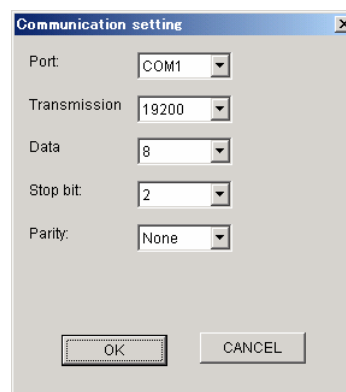 Communication setting
Port: COM1
Transmission 19200
Data 8
Stop bit: 2
Parity: None
OK CANCEL